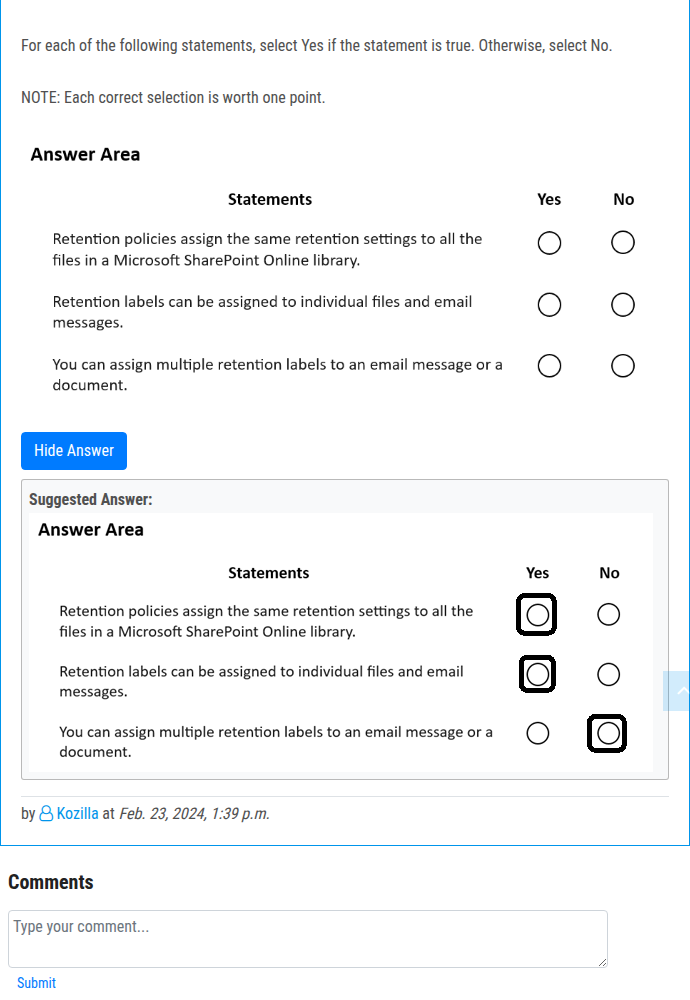 For each of the following statements, select Yes if the statement is true. Otherwise, select No.
NOTE: Each correct selection is worth one point.
Answer Area
Statements Yes No
Retention policies assign the same retention settings to all the
files in a Microsoft SharePoint Online library.
Retention labels can be assigned to individual files and email
messages.
You can assign multiple retention labels to an email message or a
document.
Hide Answer
Suggested Answer:
Answer Area
Statements Yes No
Retention policies assign the same retention settings to all the
files in a Microsoft SharePoint Online library.
Retention labels can be assigned to individual files and email
messages.
You can assign multiple retention labels to an email message or a
document.
by Kozilla at Feb. 23, 2024, 1:39 p.m.
Comments
Type your comment...
Submit